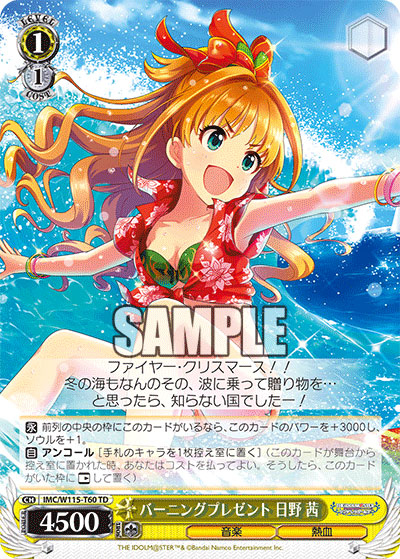 LEVEL
1
1
COST
SAMPLE
ファイヤー・クリスマース!!
冬の海もなんのその、波に乗って贈り物を…
と思ったら、知らない国でしたー!
永 前列の中央の枠にこのカードがいるなら、このカードのパワーを+3000し、
ソウルを+1。
自 アンコール [手札のキャラを1枚控え室に置く] (このカードが舞台から
控え室に置かれた時、あなたはコストを払ってよい。そうしたら、このカー
ドがいた枠にレストして置く)
CH IMC/W115-T60 TD
4500
バーニングプレゼント 日野 茜
音楽
熱血
THE IDOLM@STER™& ©Bandai Namco Entertainment Inc.